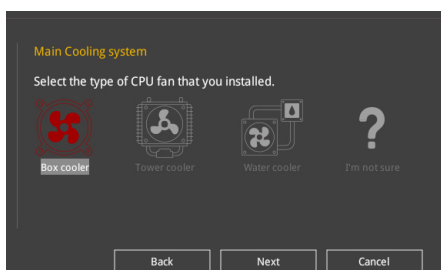 Main Cooling system
Select the type of CPU fan that you installed.
Box cooler
Tower cooler
Water cooler
I'm not sure
Back
Next
Cancel